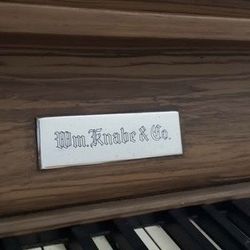 Wm. Knabe & Co.